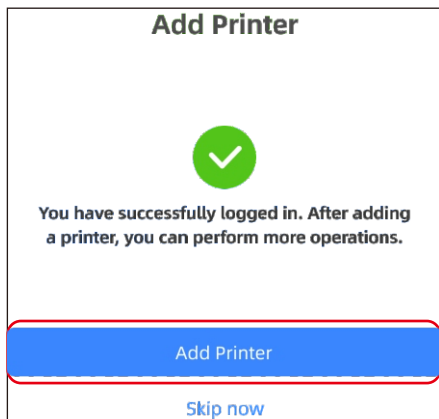 Add Printer
You have successfully logged in. After adding
a printer, you can perform more operations.
Add Printer
Skip now